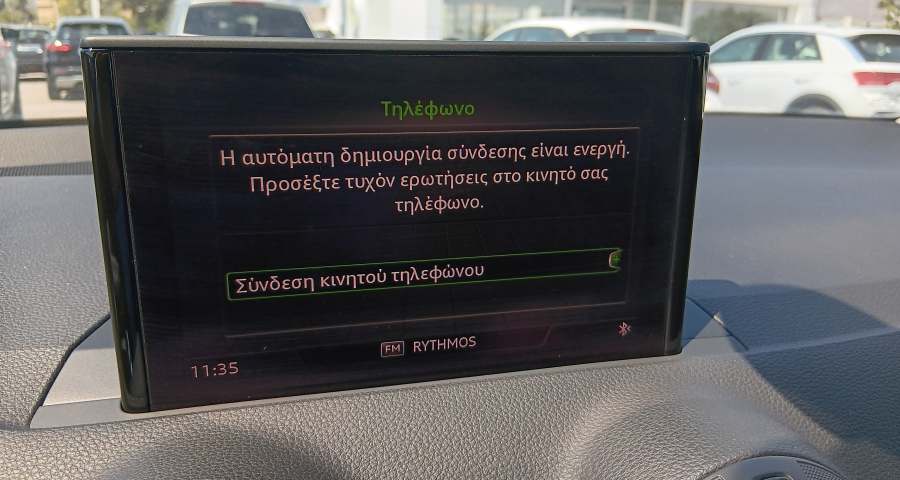 Τηλέφωνο
Η αυτόματη δημιουργία σύνδεσης είναι ενεργή.
Προσέξτε τυχόν ερωτήσεις στο κινητό σας
τηλέφωνο.
Σύνδεση κινητού τηλεφώνου
FM RYTHMOS
11:35